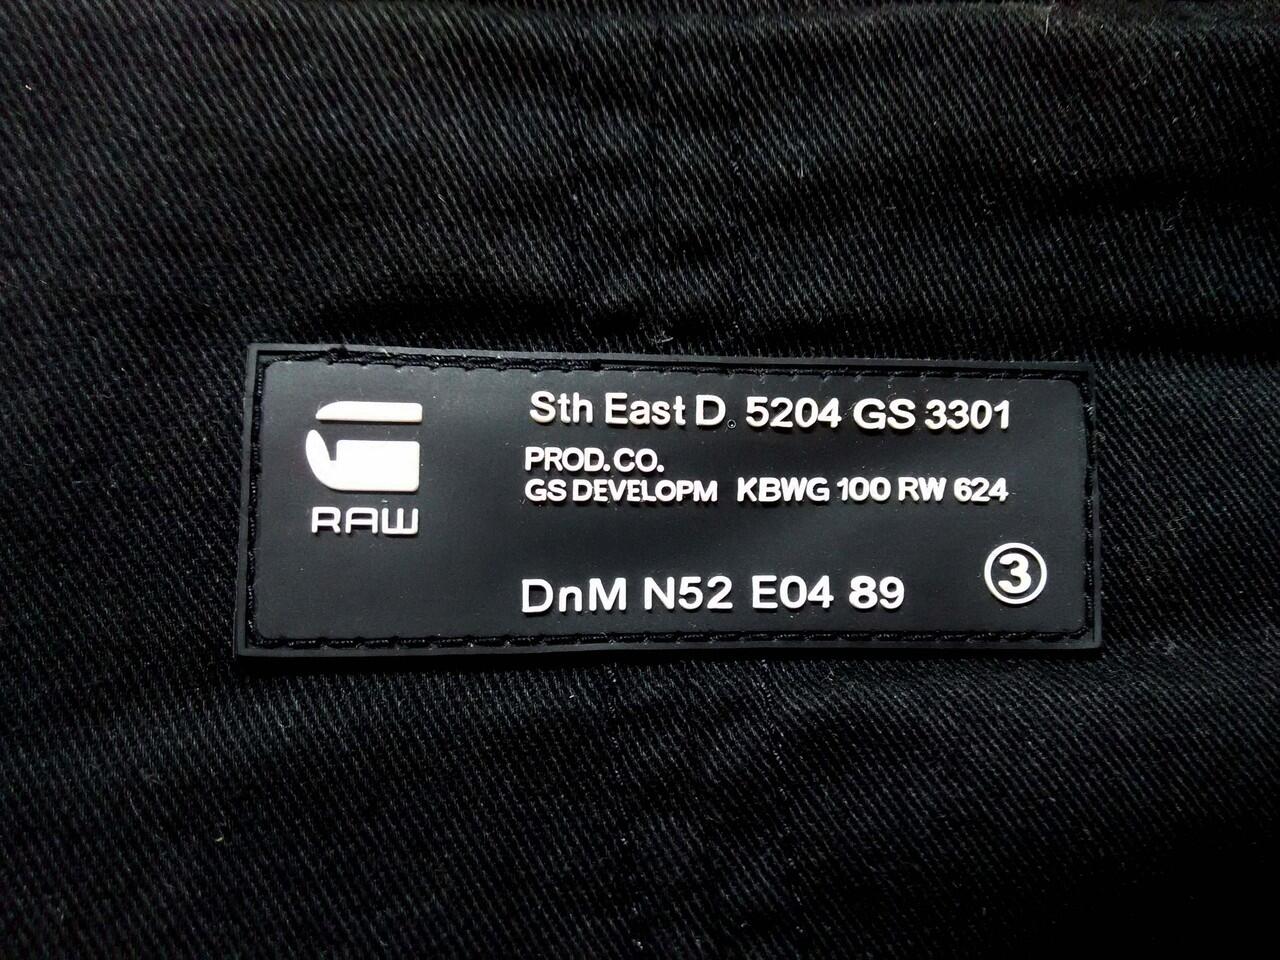 G
RAW
Sth East D. 5204 GS 3301
PROD. CO.
GS DEVELOPM KBWG 100 RW 624
DnM N52 E04 89
3